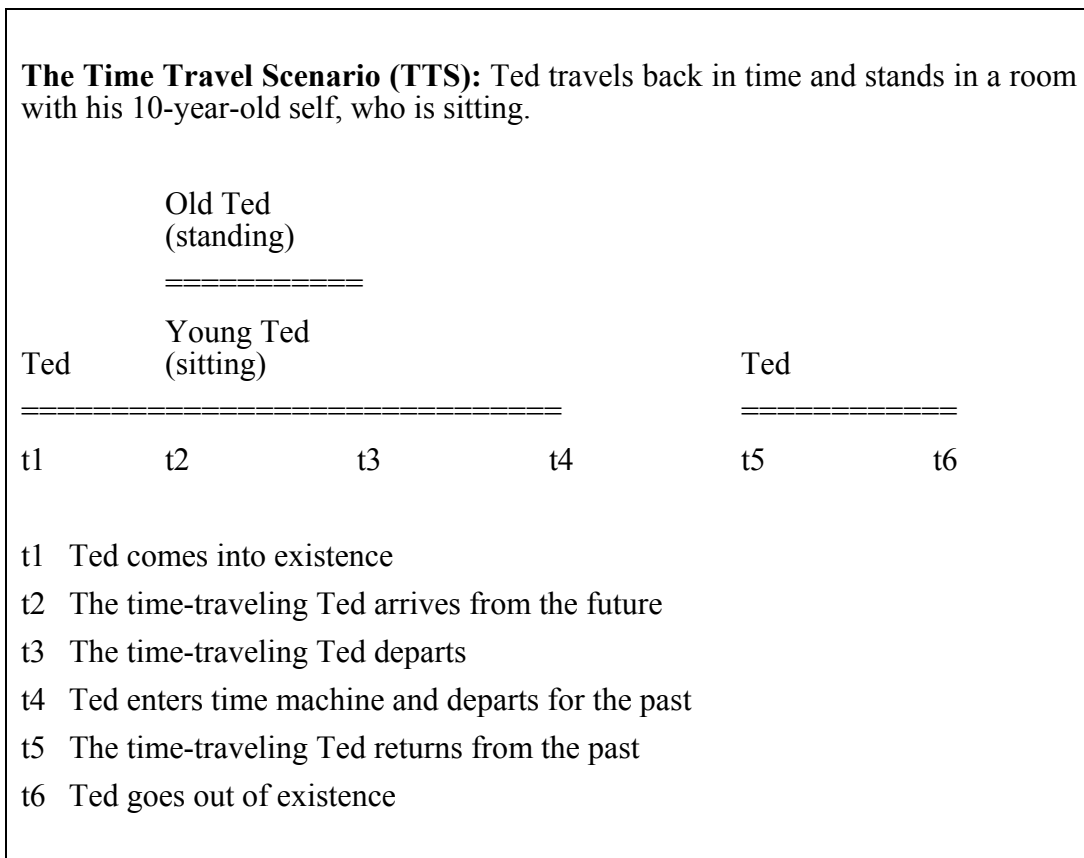 The Time Travel Scenario (TTS): Ted travels back in time and stands in a room
with his 10-year-old self, who is sitting.
Old Ted
(standing)
===========
Young Ted
Ted (sitting) Ted
============================== ============
t1 t2 t3 t4 t5 t6
t1 Ted comes into existence
t2 The time-traveling Ted arrives from the future
t3 The time-traveling Ted departs
t4 Ted enters time machine and departs for the past
t5 The time-traveling Ted returns from the past
t6 Ted goes out of existence